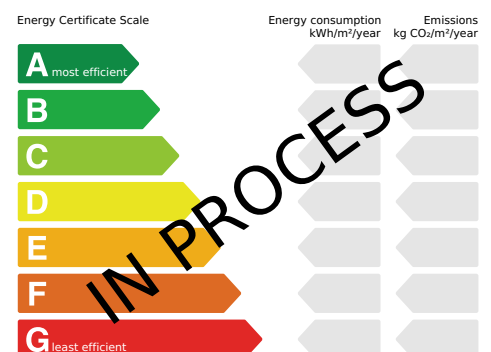 Energy Certificate Scale
Energy consumption
kWh/m²/year
Emissions
kg CO₂/m²/year
A most efficient
B
C
D
E
F
G least efficient
IN PROCESS